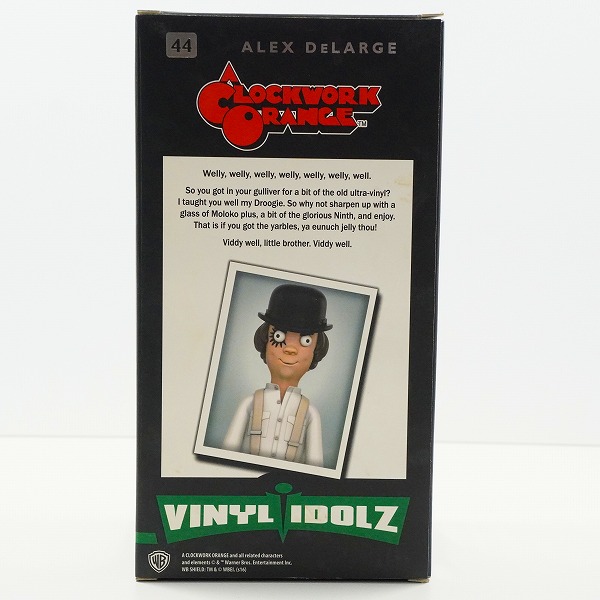 44 ALEX DeLARGE
A
CLOCKWORK
ORANGE™
Welly, welly, welly, welly, welly, welly, well.
So you got in your gulliver for a bit of the old ultra-vinyl?
I taught you well my Droogie. So why not sharpen up with a
glass of Moloko plus, a bit of the glorious Ninth, and enjoy.
That is if you got the yarbles, ya eunuch jelly thou!
Viddy well, little brother. Viddy well.
VINYL IDOLZ
WB
A CLOCKWORK ORANGE and all related characters
and elements © & ™ Warner Bros. Entertainment Inc.
WB SHIELD: TM & © WBEI. (s16)